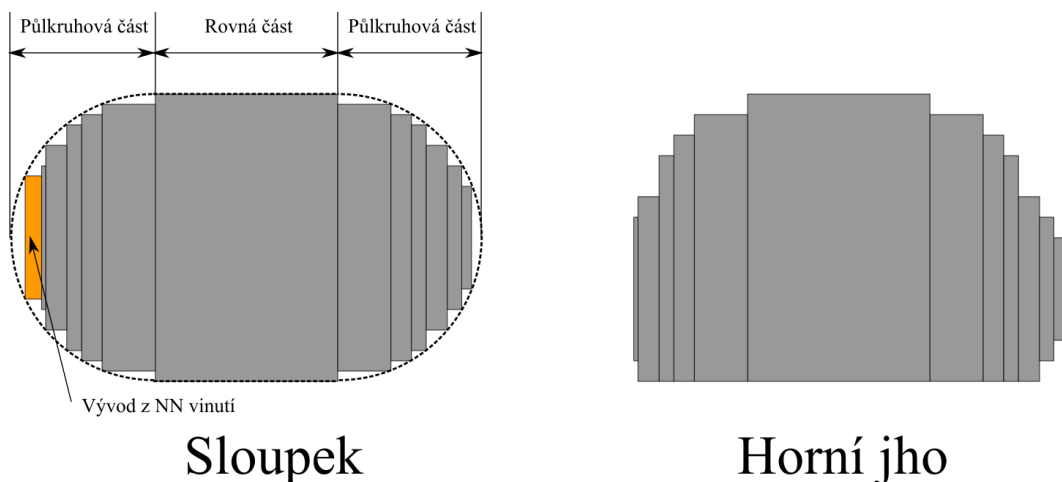 Půlkruhová část
Rovná část
Půlkruhová část
Vývod z NN vinutí
Sloupek
Horní jho